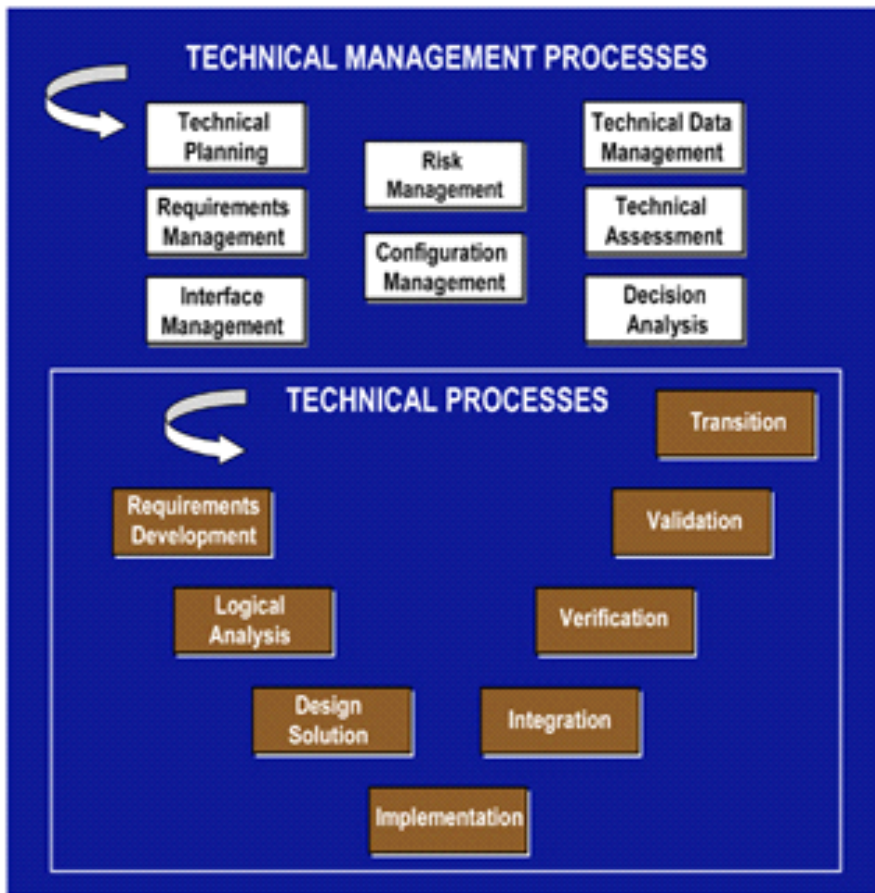 TECHNICAL MANAGEMENT PROCESSES
Technical
Planning
Requirements
Management
Interface
Management
Risk
Management
Configuration
Management
Technical Data
Management
Technical
Assessment
Decision
Analysis
TECHNICAL PROCESSES
Requirements
Development
Logical
Analysis
Design
Solution
Implementation
Integration
Verification
Validation
Transition